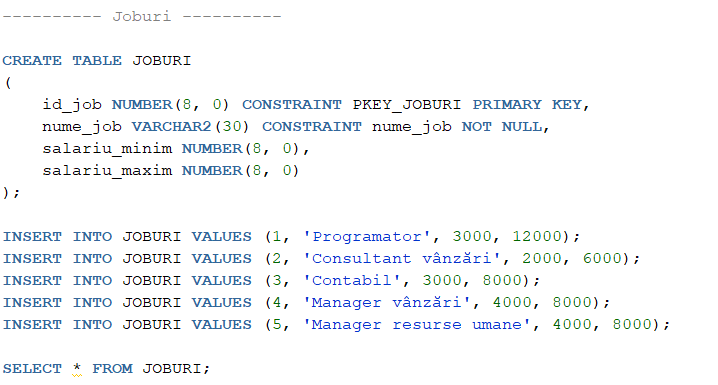 ---------- Joburi ----------
CREATE TABLE JOBURI
(
id_job NUMBER(8, 0) CONSTRAINT PKEY_JOBURI PRIMARY KEY,
nume_job VARCHAR2(30) CONSTRAINT nume_job NOT NULL,
salariu_minim NUMBER(8, 0),
salariu_maxim NUMBER(8, 0)
);
INSERT INTO JOBURI VALUES (1, 'Programator', 3000, 12000);
INSERT INTO JOBURI VALUES (2, 'Consultant vânzări', 2000, 6000);
INSERT INTO JOBURI VALUES (3, 'Contabil', 3000, 8000);
INSERT INTO JOBURI VALUES (4, 'Manager vânzări', 4000, 8000);
INSERT INTO JOBURI VALUES (5, 'Manager resurse umane', 4000, 8000);
SELECT * FROM JOBURI;